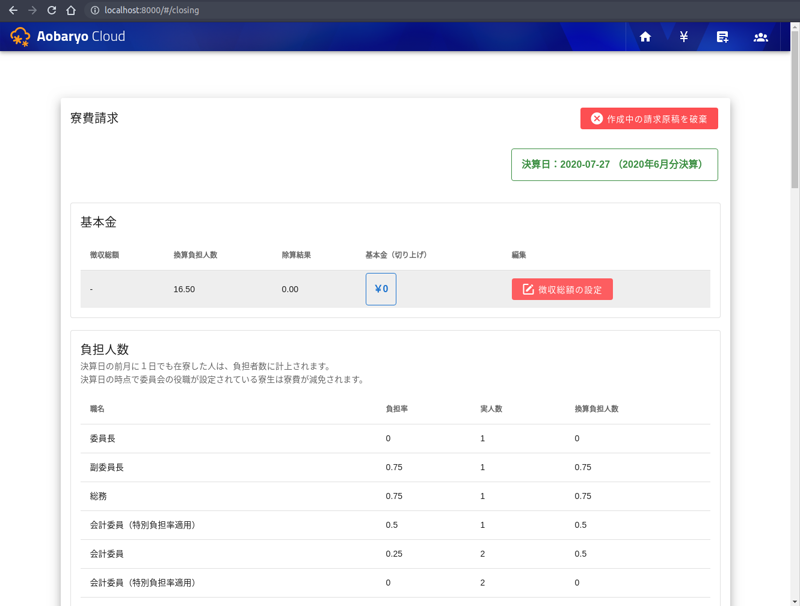 localhost:8000/#/closing
Aobaryo Cloud
¥
寮費請求
作成中の請求原稿を破棄
決算日：2020-07-27 （2020年6月分決算）
基本金
徴収総額 換算負担人数 除算結果 基本金（切り上げ） 編集
- 16.50 0.00 ￥0 徴収総額の設定
負担人数
決算日の前月に１日でも在寮した人は、負担者数に計上されます。
決算日の時点で委員会の役職が設定されている寮生は寮費が減免されます。
職名 負担率 実人数 換算負担人数
委員長 0 1 0
副委員長 0.75 1 0.75
総務 0.75 1 0.75
会計委員（特別負担率適用） 0.5 1 0.5
会計委員 0.25 2 0.5
会計委員（特別負担率適用） 0 2 0